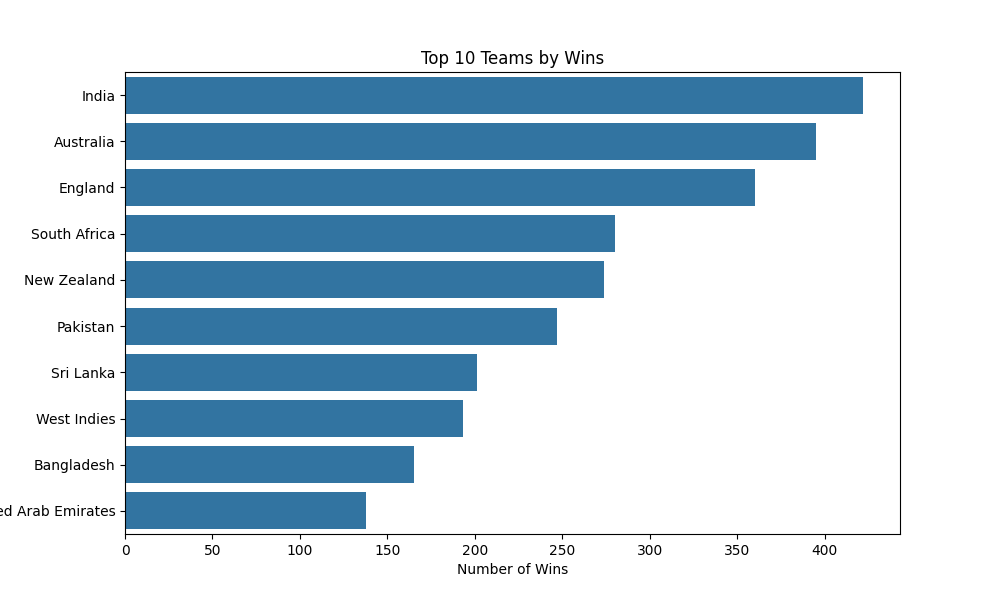 Top 10 Teams by Wins
India
Australia
England
South Africa
New Zealand
Pakistan
Sri Lanka
West Indies
Bangladesh
ed Arab Emirates
0 50 100 150 200 250 300 350 400
Number of Wins